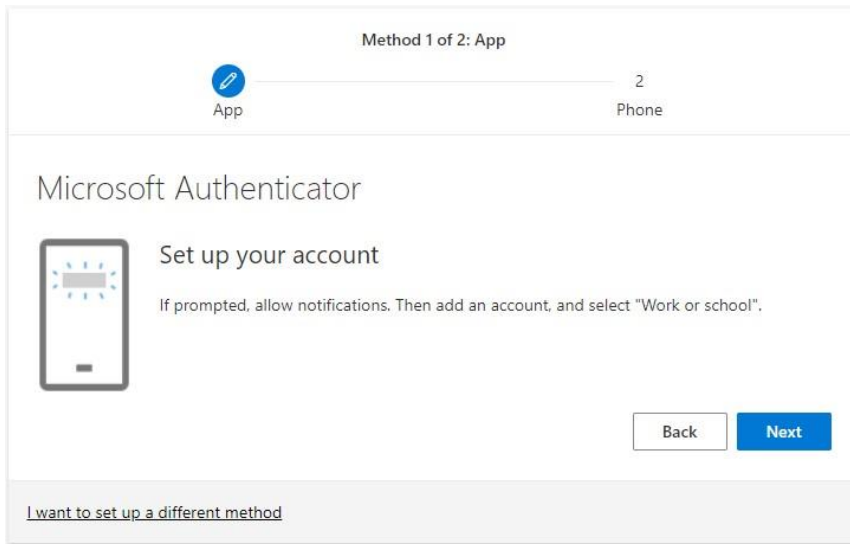 Method 1 of 2: App
2
App
Phone
Microsoft Authenticator
Set up your account
If prompted, allow notifications. Then add an account, and select "Work or school".
Back
Next
I want to set up a different method